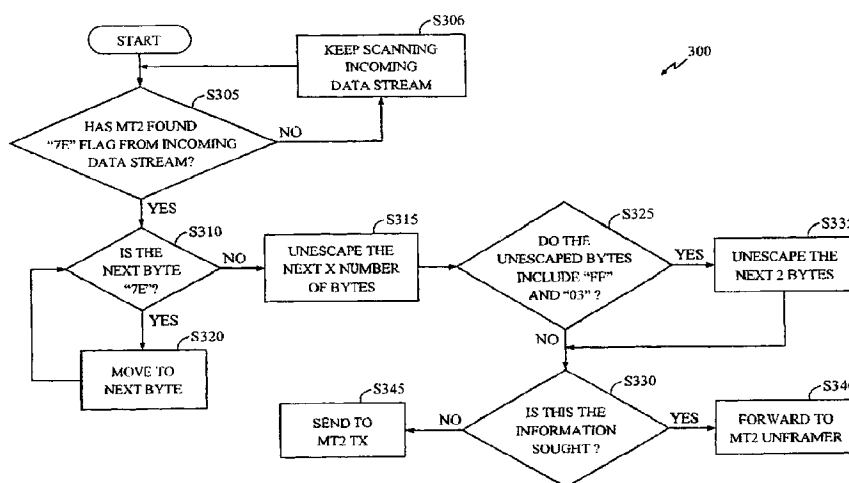 START
S306
KEEP SCANNING
INCOMING
DATA STREAM
300
S305
HAS MT2 FOUND
"7E" FLAG FROM INCOMING
DATA STREAM?
NO
YES
S310
IS THE
NEXT BYTE
"7E"?
NO
S315
UNESCAPE THE
NEXT X NUMBER
OF BYTES
S325
DO THE
UNESCAPED BYTES
INCLUDE "FF"
AND "03" ?
YES
UNESCAPE THE
NEXT 2 BYTES
YES
S320
MOVE TO
NEXT BYTE
NO
S345
SEND TO
MT2 TX
NO
S330
IS THIS THE
INFORMATION
SOUGHT ?
YES
FORWARD TO
MT2 UNFRAMER